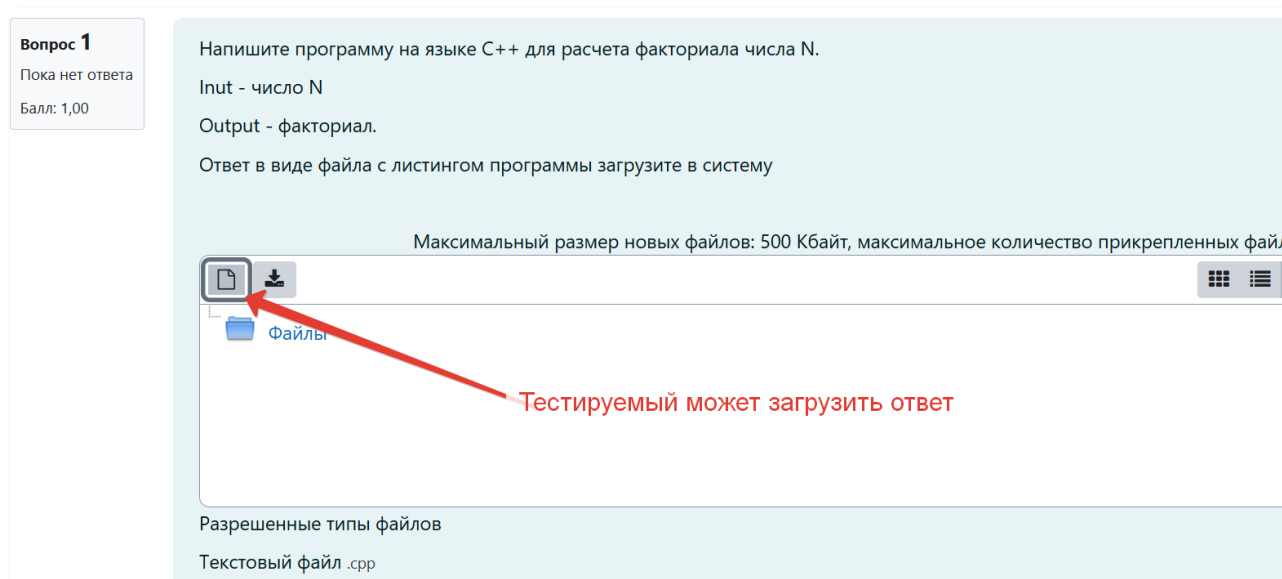 Вопрос 1
Пока нет ответа
Балл: 1,00
Напишите программу на языке C++ для расчета факториала числа N.
Inut - число N
Output - факториал.
Ответ в виде файла с листингом программы загрузите в систему
Максимальный размер новых файлов: 500 Кбайт, максимальное количество прикрепленных файл
Файлы
Тестируемый может загрузить ответ
Разрешенные типы файлов
Текстовый файл .cpp